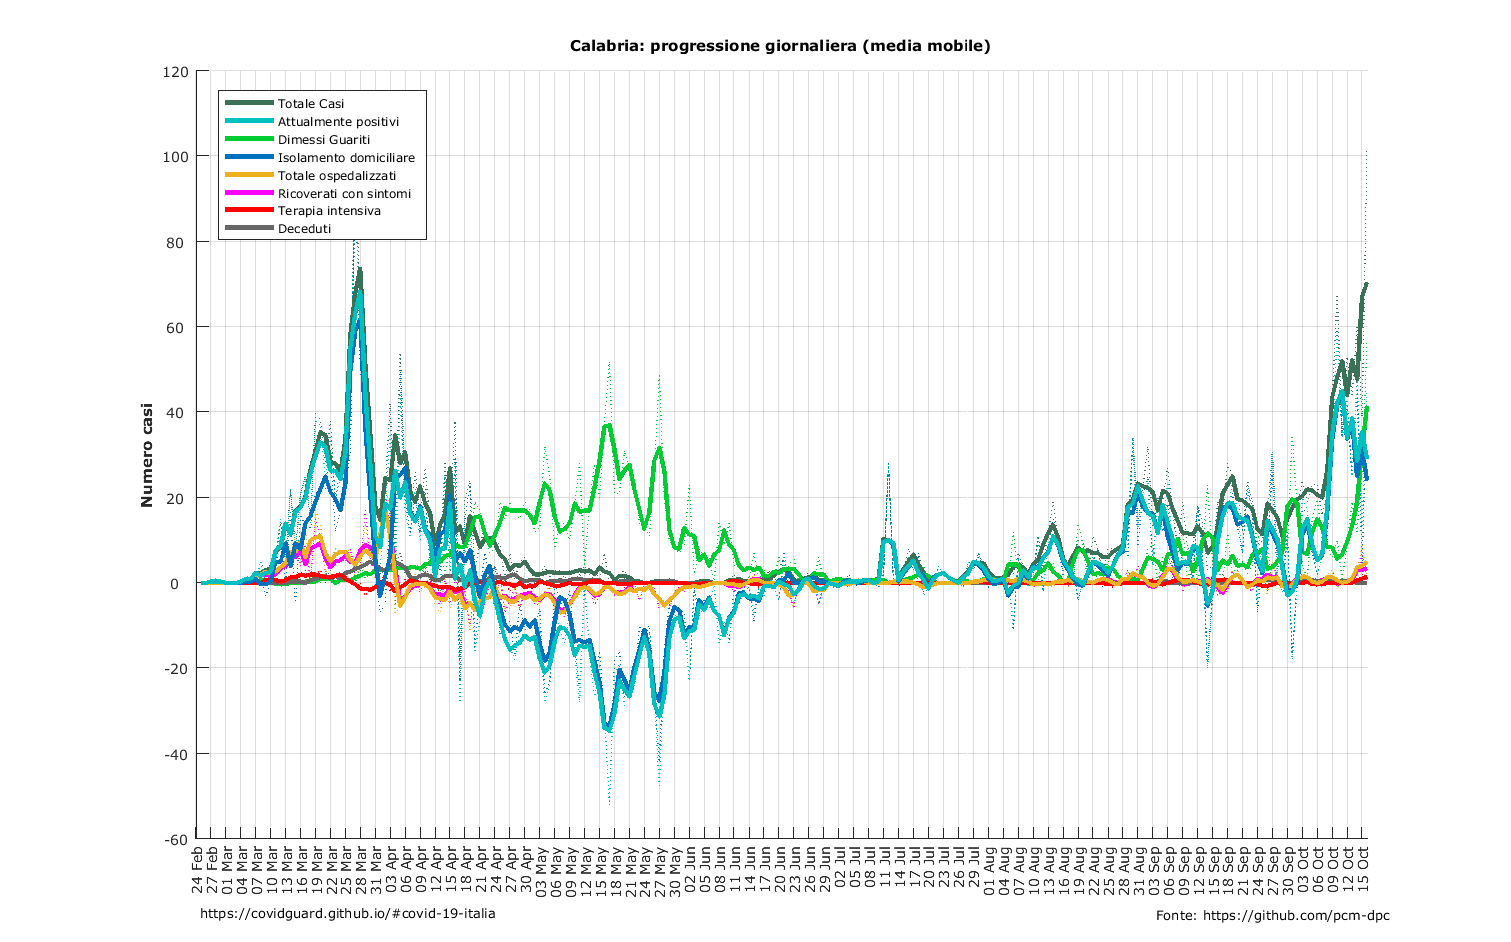 Calabria: progressione giornaliera (media mobile)
Numero casi
120
100
80
60
40
20
0
-20
-40
-60
Totale Casi
Attualmente positivi
Dimessi Guariti
Isolamento domiciliare
Totale ospedalizzati
Ricoverati con sintomi
Terapia intensiva
Deceduti
24 Feb
27 Feb
01 Mar
04 Mar
07 Mar
10 Mar
13 Mar
16 Mar
19 Mar
22 Mar
25 Mar
28 Mar
31 Mar
03 Apr
06 Apr
09 Apr
12 Apr
15 Apr
18 Apr
21 Apr
24 Apr
27 Apr
30 Apr
03 May
06 May
09 May
12 May
15 May
18 May
21 May
24 May
27 May
30 May
02 Jun
05 Jun
08 Jun
11 Jun
14 Jun
17 Jun
20 Jun
23 Jun
26 Jun
29 Jun
02 Jul
05 Jul
08 Jul
11 Jul
14 Jul
17 Jul
20 Jul
23 Jul
26 Jul
29 Jul
01 Aug
04 Aug
07 Aug
10 Aug
13 Aug
16 Aug
19 Aug
22 Aug
25 Aug
28 Aug
31 Aug
03 Sep
06 Sep
09 Sep
12 Sep
15 Sep
18 Sep
21 Sep
24 Sep
27 Sep
30 Sep
03 Oct
06 Oct
09 Oct
12 Oct
15 Oct
https://covidguard.github.io/#covid-19-italia
Fonte: https://github.com/pcm-dpc